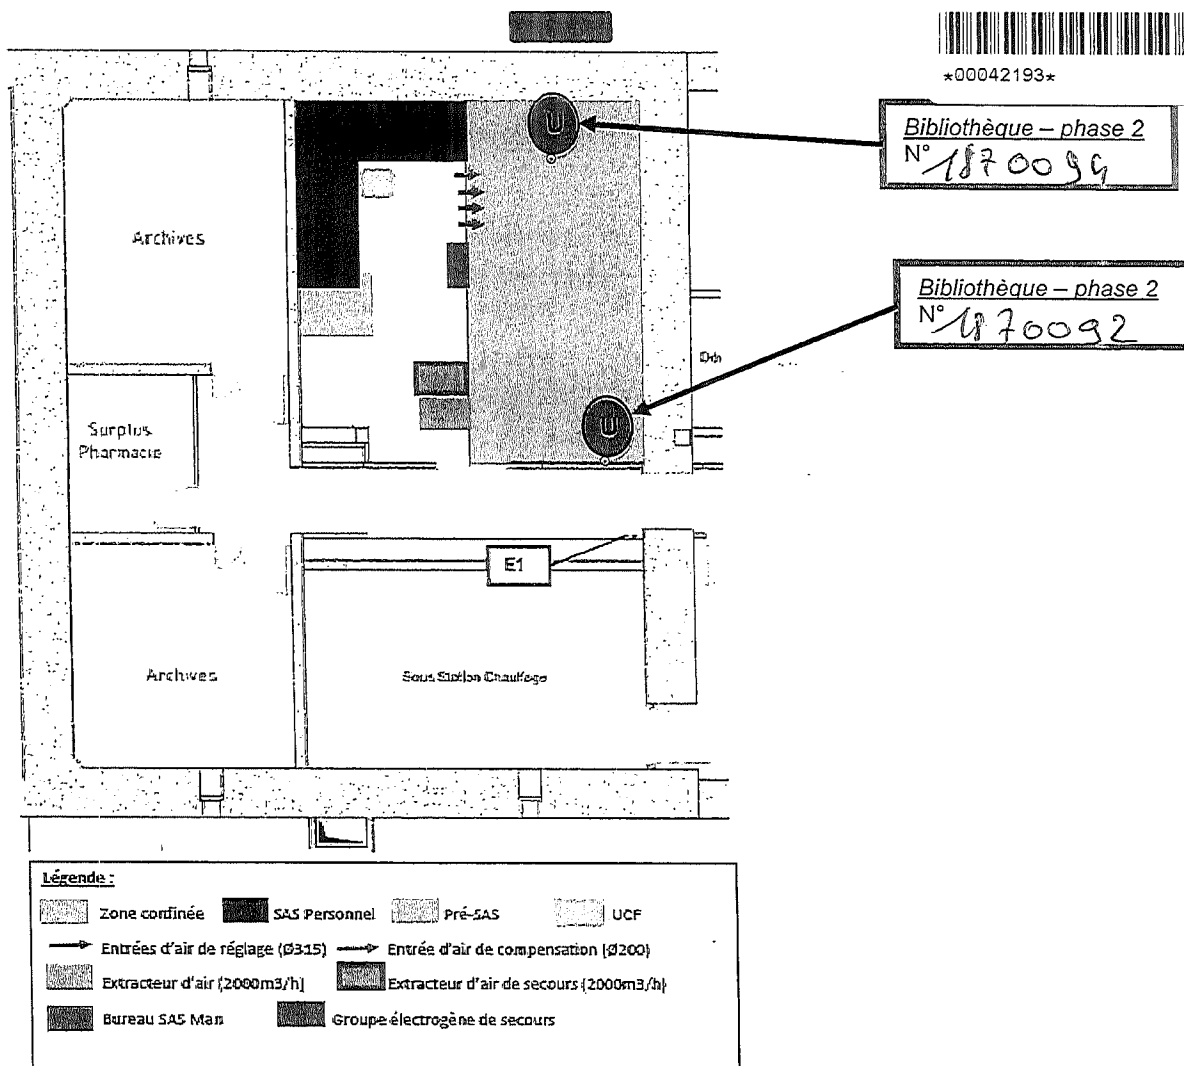 *00042193*
Bibliothèque – phase 2
N° 1870094
Bibliothèque – phase 2
N° 1870092
U
Archives
U
Surplus
Pharmacie
E1
Archives
Sous Station Chauffage
Légende :
Zone confinée SAS Personnel Pré-SAS UCF
Entrées d'air de réglage (Ø315) Entrée d'air de compensation (Ø200)
Extracteur d'air (2000m3/h) Extracteur d'air de secours (2000m3/h)
Bureau SAS Man Groupe électrogène de secours